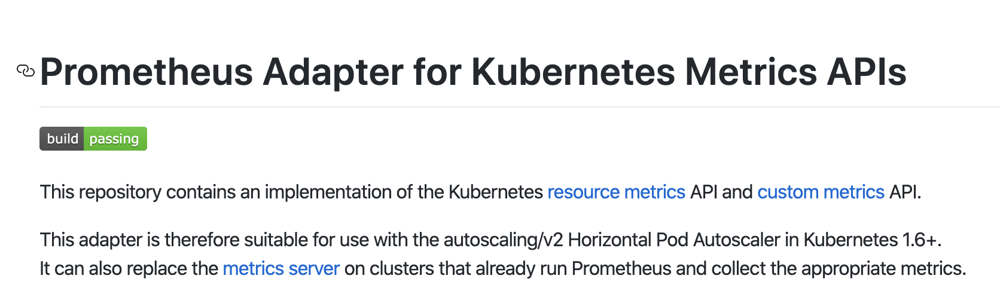 Prometheus Adapter for Kubernetes Metrics APIs
build passing
This repository contains an implementation of the Kubernetes resource metrics API and custom metrics API.
This adapter is therefore suitable for use with the autoscaling/v2 Horizontal Pod Autoscaler in Kubernetes 1.6+.
It can also replace the metrics server on clusters that already run Prometheus and collect the appropriate metrics.